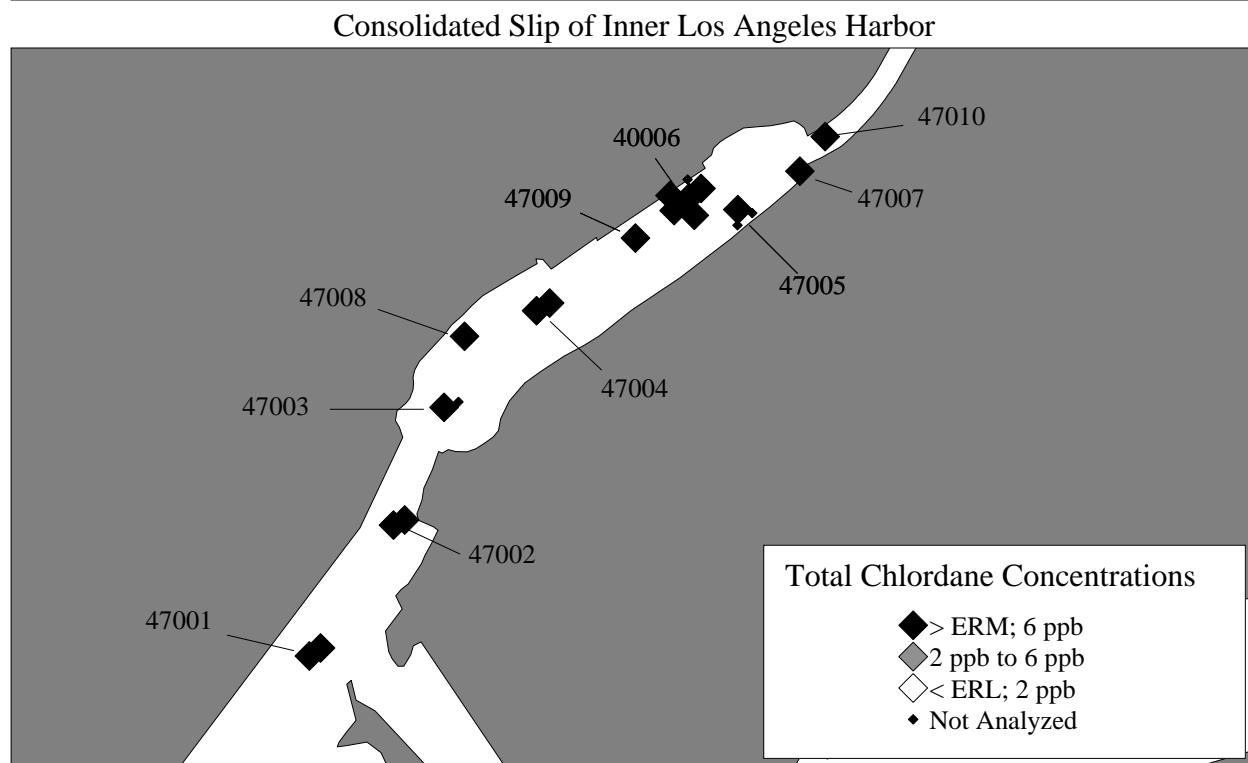 Consolidated Slip of Inner Los Angeles Harbor
47010
40006
47009
47007
47005
47008
47004
47003
47002
47001
Total Chlordane Concentrations
> ERM; 6 ppb
2 ppb to 6 ppb
< ERL; 2 ppb
Not Analyzed